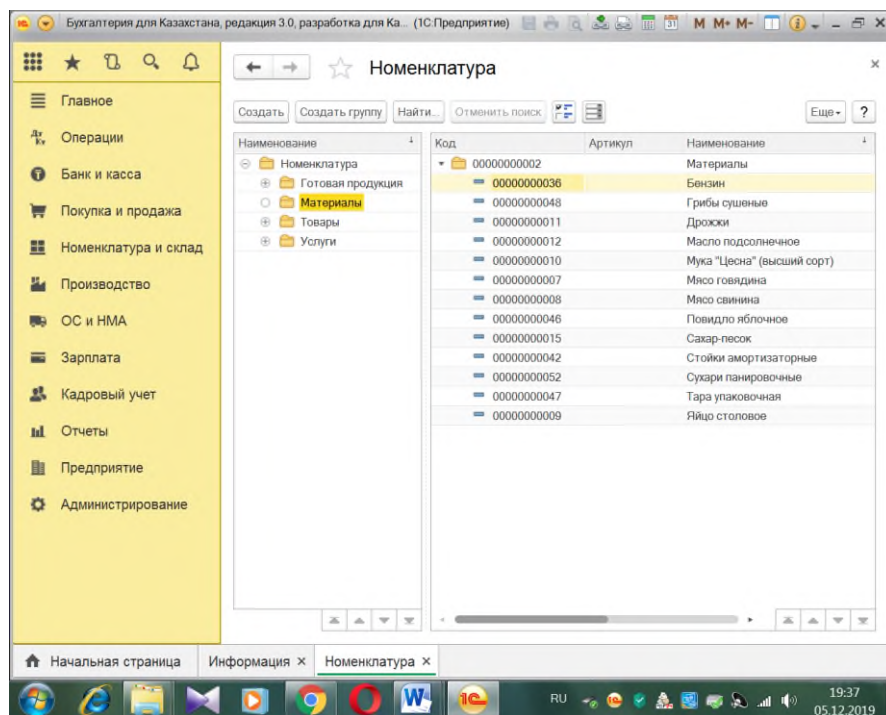 Бухгалтерия для Казахстана, редакция 3.0, разработка для Ка... (1С:Предприятие)
M M+ M-
Номенклатура
Главное
Операции
Банк и касса
Покупка и продажа
Номенклатура и склад
Производство
ОС и НМА
Зарплата
Кадровый учет
Отчеты
Предприятие
Администрирование
Создать Создать группу Найти... Отменить поиск Еще ?
Наименование
Номенклатура
Готовая продукция
Материалы
Товары
Услуги
Код Артикул Наименование
00000000002 Материалы
00000000036 Бензин
00000000048 Грибы сушеные
00000000011 Дрожжи
00000000012 Масло подсолнечное
00000000010 Мука "Цесна" (высший сорт)
00000000007 Мясо говядина
00000000008 Мясо свинина
00000000046 Повидло яблочное
00000000015 Сахар-песок
00000000042 Стойки амортизаторные
00000000052 Сухари панировочные
00000000047 Тара упаковочная
00000000009 Яйцо столовое
Начальная страница Информация × Номенклатура ×
RU
19:37
05.12.2019